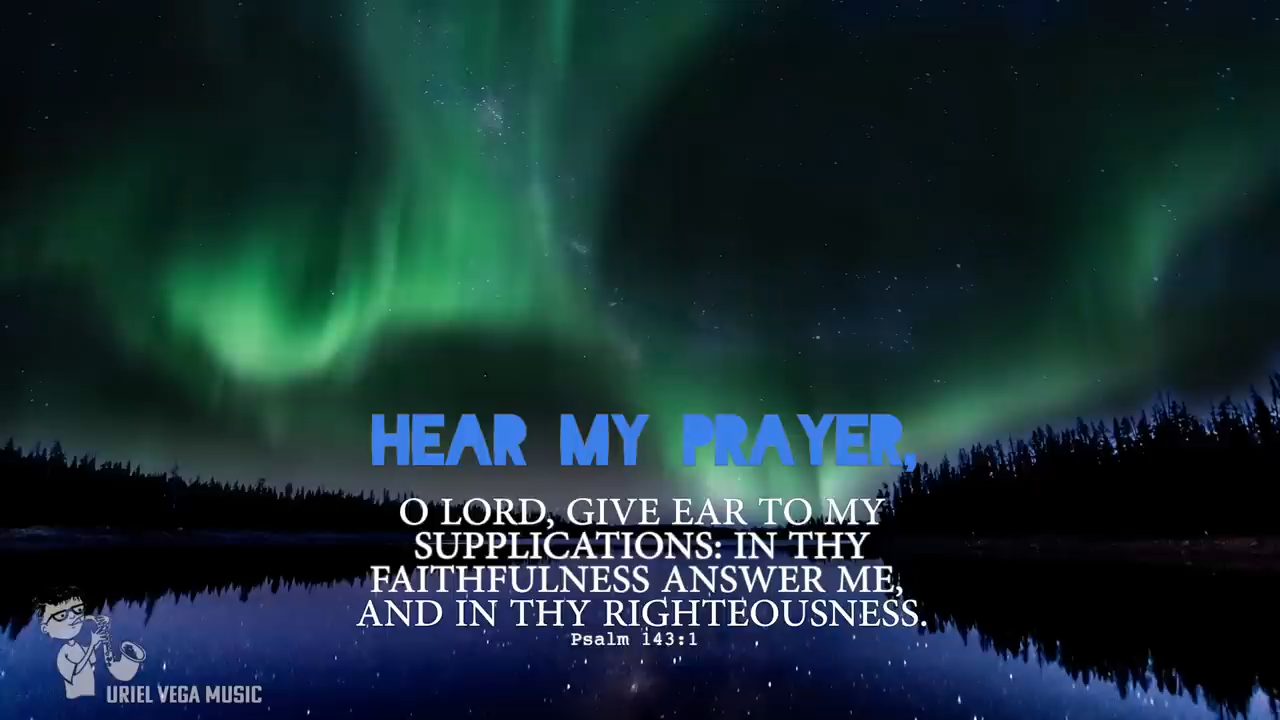 HEAR MY PRAYER,
O LORD, GIVE EAR TO MY
SUPPLICATIONS: IN THY
FAITHFULNESS ANSWER ME,
AND IN THY RIGHTEOUSNESS.
Psalm 143:1
URIEL VEGA MUSIC